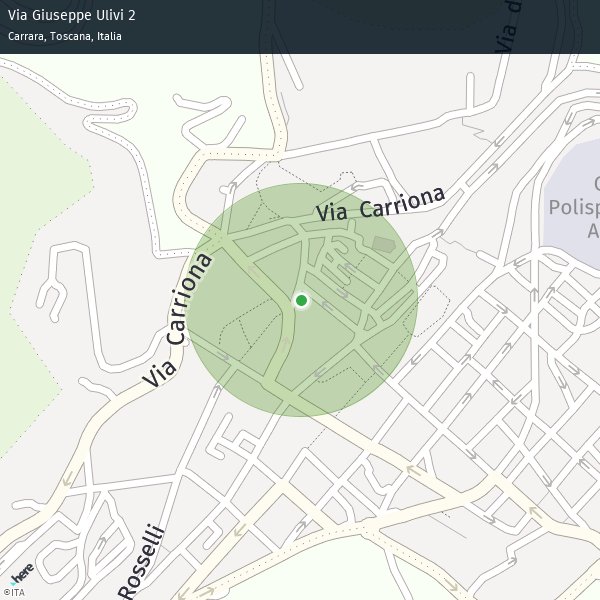 Via Giuseppe Ulivi 2
Carrara, Toscana, Italia
Via d
Via Carriona
C
Polisp
A
Via Carriona
Rosselli
here
©ITA